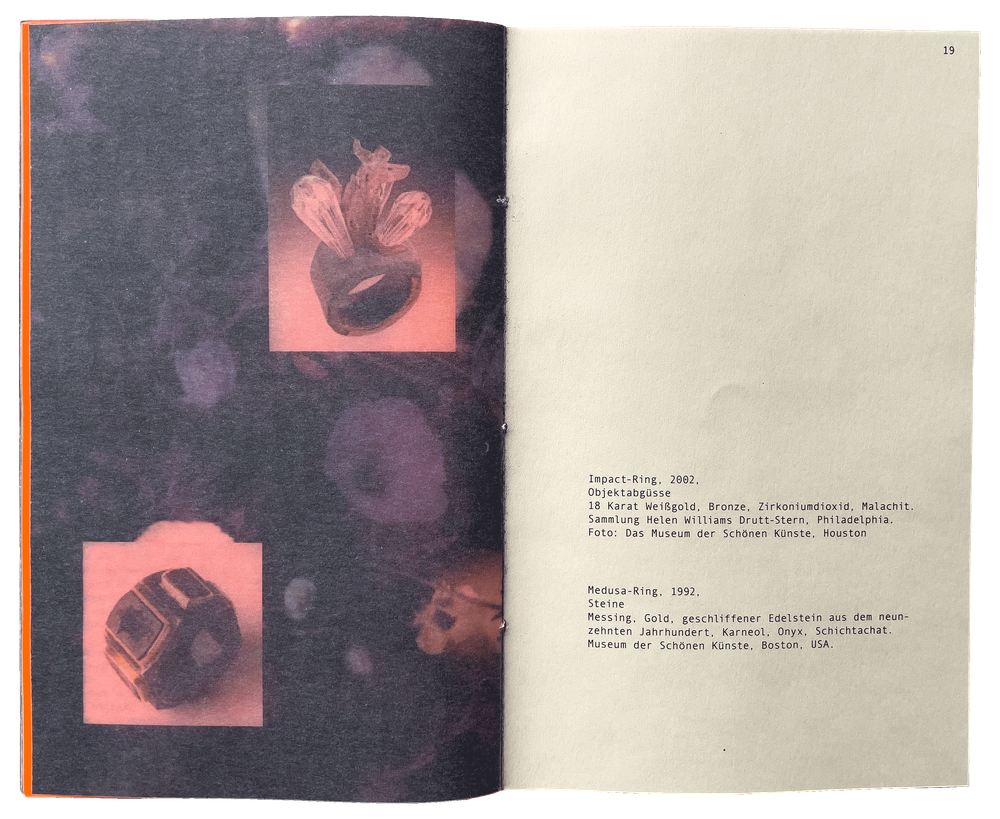 19
Impact-Ring, 2002,
Objektabgüsse
18 Karat Weißgold, Bronze, Zirkoniumdioxid, Malachit.
Sammlung Helen Williams Drutt-Stern, Philadelphia.
Foto: Das Museum der Schönen Künste, Houston
Medusa-Ring, 1992,
Steine
Messing, Gold, geschliffener Edelstein aus dem neun-
zehnten Jahrhundert, Karneol, Onyx, Schichtachat.
Museum der Schönen Künste, Boston, USA.